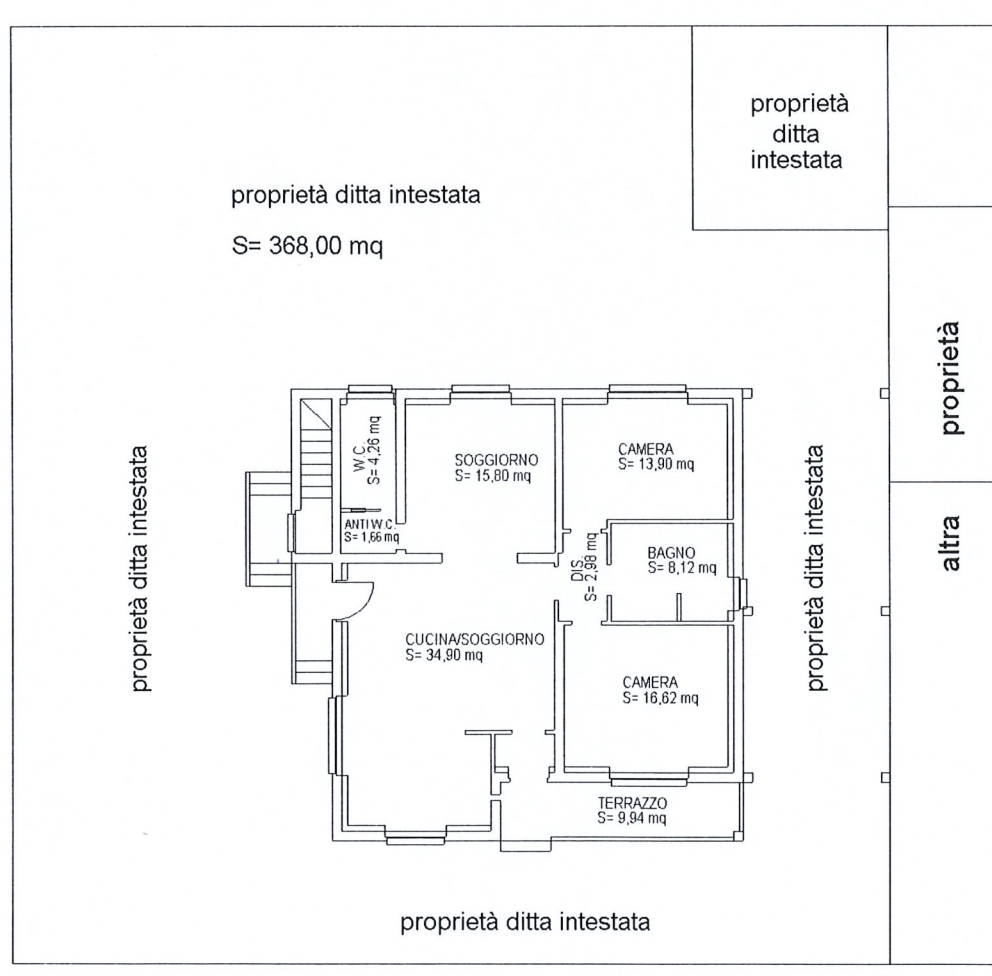 proprietà
ditta
intestata
proprietà ditta intestata
S= 368,00 mq
proprietà
altra
proprietà ditta intestata
proprietà ditta intestata
W.C.
S= 4,26 mq
SOGGIORNO
S= 15,80 mq
CAMERA
S= 13,90 mq
ANTI W.C.
S= 1,66 mq
DIS.
S= 2,98 mq
BAGNO
S= 8,12 mq
CUCINA/SOGGIORNO
S= 34,90 mq
CAMERA
S= 16,62 mq
TERRAZZO
S= 9,94 mq
proprietà ditta intestata